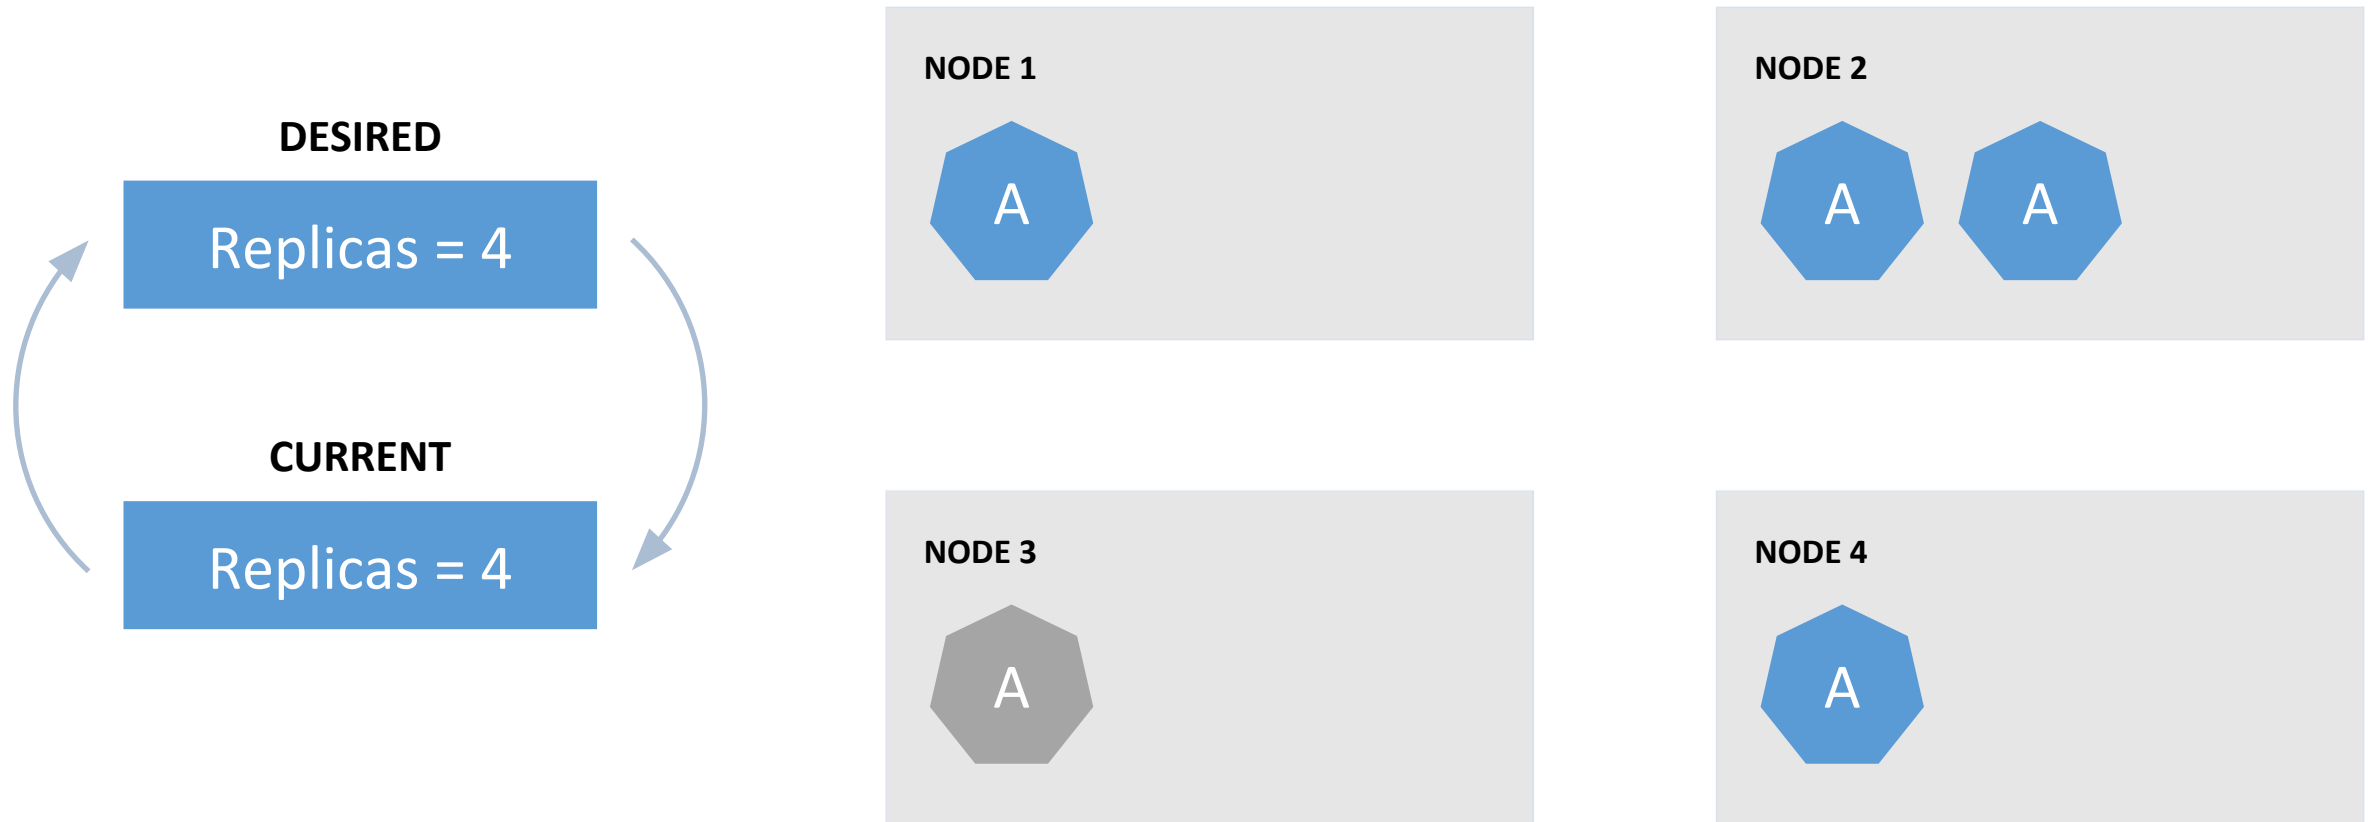 DESIRED
Replicas = 4
CURRENT
Replicas = 4
NODE 1
A
NODE 2
A A
NODE 3
A
NODE 4
A